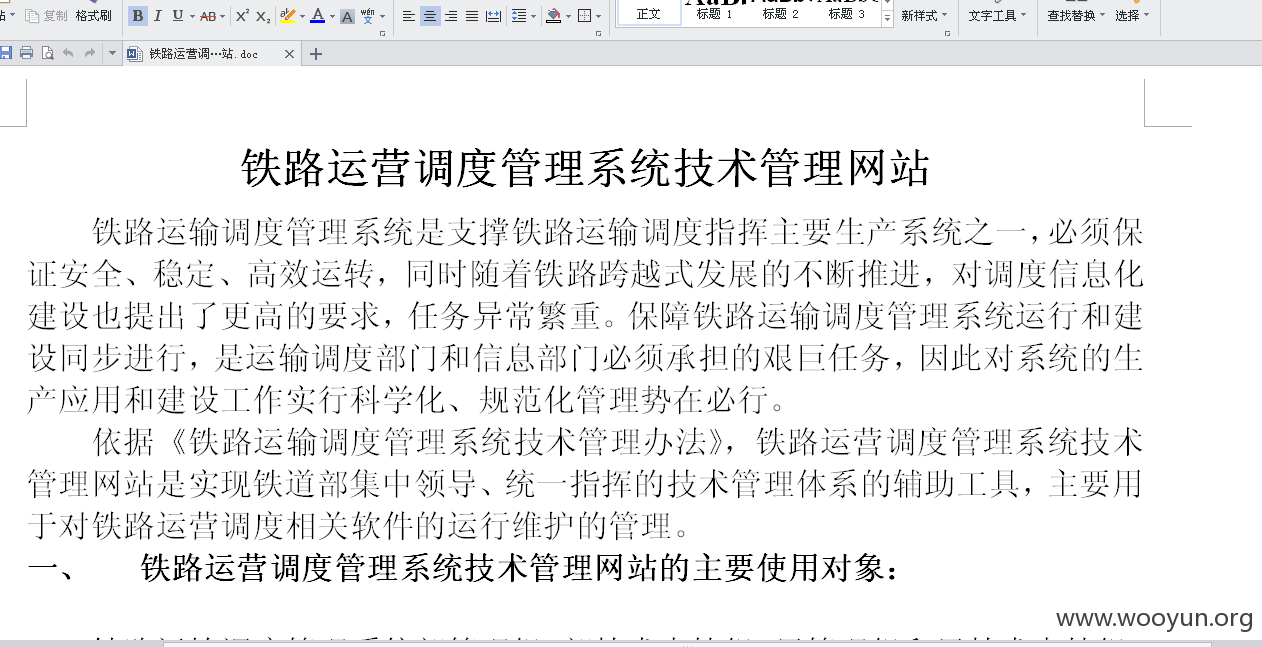 复制 格式刷 B I U AB X² X₂ A A wén 文 正文 标题 1 标题 2 标题 3 新样式 文字工具 查找替换 选择
铁路运营调度…站.doc
铁路运营调度管理系统技术管理网站
铁路运输调度管理系统是支撑铁路运输调度指挥主要生产系统之一，必须保
证安全、稳定、高效运转，同时随着铁路跨越式发展的不断推进，对调度信息化
建设也提出了更高的要求，任务异常繁重。保障铁路运输调度管理系统运行和建
设同步进行，是运输调度部门和信息部门必须承担的艰巨任务，因此对系统的生
产应用和建设工作实行科学化、规范化管理势在必行。
依据《铁路运输调度管理系统技术管理办法》，铁路运营调度管理系统技术
管理网站是实现铁道部集中领导、统一指挥的技术管理体系的辅助工具，主要用
于对铁路运营调度相关软件的运行维护的管理。
一、 铁路运营调度管理系统技术管理网站的主要使用对象：
www.wooyun.org